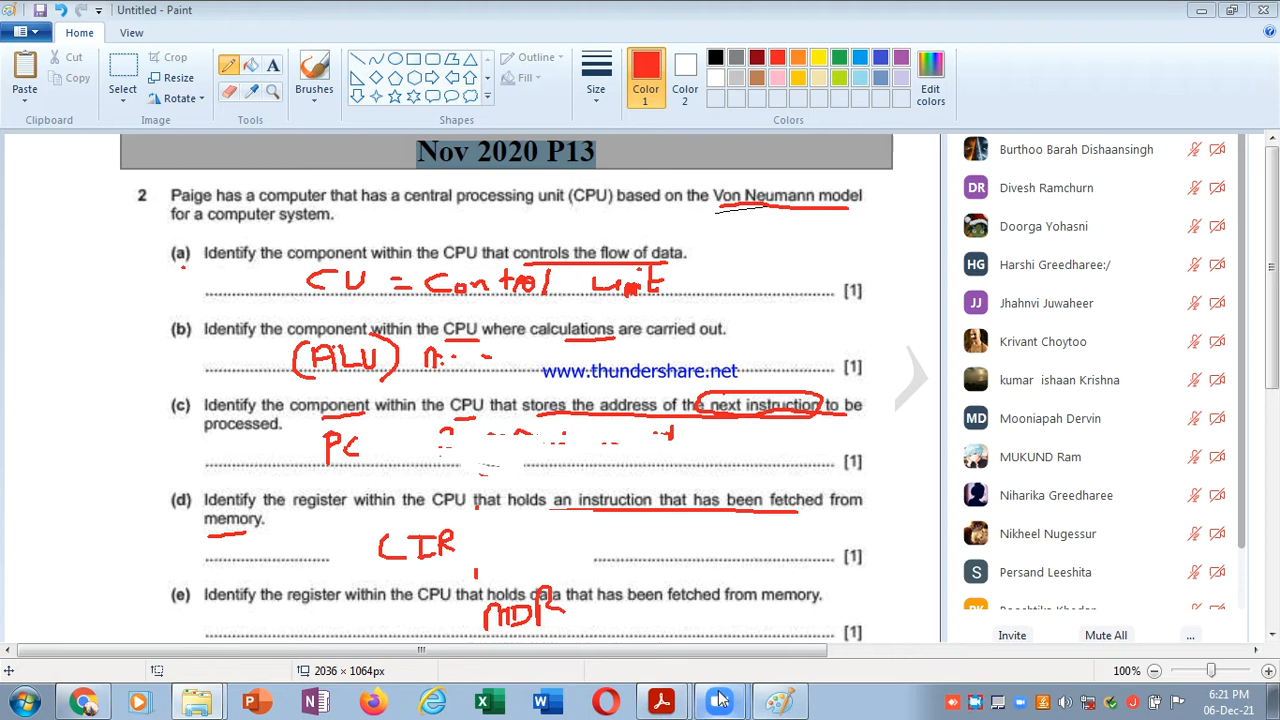 Untitled - Paint
Home View
Paste
Cut
Copy
Clipboard
Select
Crop
Resize
Rotate
Image
Tools
Brushes
Shapes
Outline
Fill
Size
Color 1
Color 2
Edit colors
Colors
Nov 2020 P13
2 Paige has a computer that has a central processing unit (CPU) based on the Von Neumann model
for a computer system.
(a) Identify the component within the CPU that controls the flow of data.
CU = Control unit
[1]
(b) Identify the component within the CPU where calculations are carried out.
(ALU)
www.thundershare.net
[1]
(c) Identify the component within the CPU that stores the address of the next instruction to be
processed.
PC
[1]
(d) Identify the register within the CPU that holds an instruction that has been fetched from
memory.
CIR
[1]
(e) Identify the register within the CPU that holds data that has been fetched from memory.
MDR
[1]
Burthoo Barah Dishaansingh
DR Divesh Ramchurn
Doorga Yohasni
HG Harshi Greedharee:/
JJ Jhahnvi Juwaheer
Krivant Choytoo
kumar ishaan Krishna
MD Mooniapah Dervin
MUKUND Ram
Niharika Greedharee
Nikheel Nugessur
S Persand Leeshita
Invite Mute All ...
2036 × 1064px
100%
6:21 PM
06-Dec-21